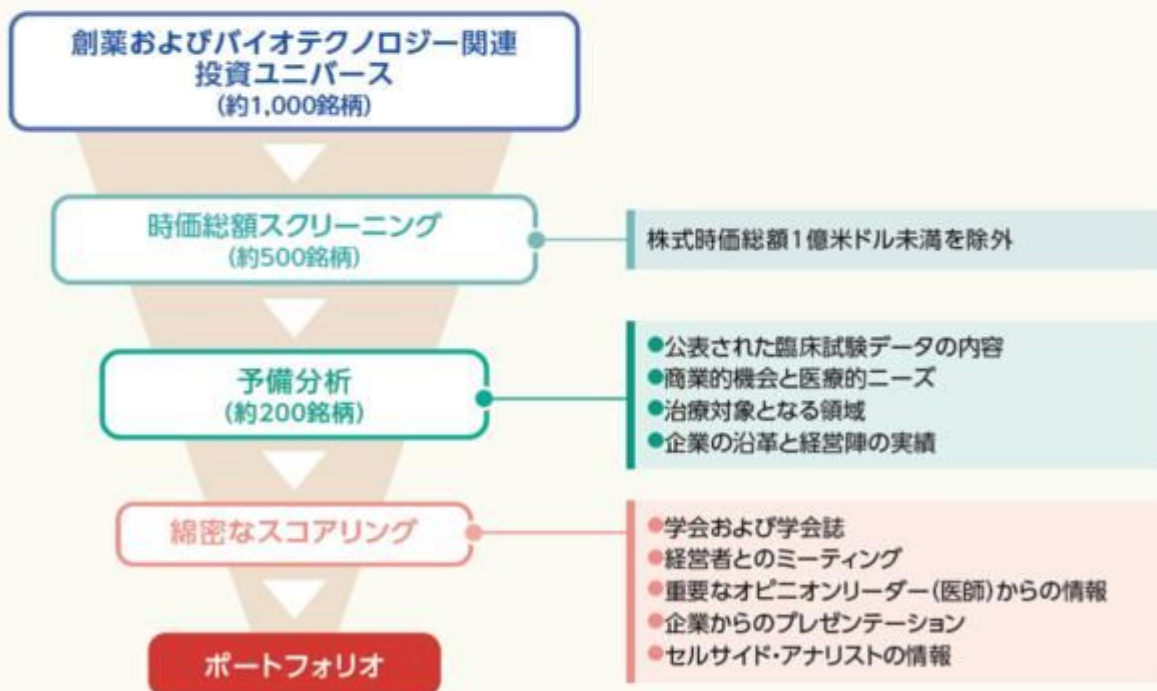 創薬およびバイオテクノロジー関連
投資ユニバース
(約1,000銘柄)
時価総額スクリーニング
(約500銘柄)
株式時価総額1億米ドル未満を除外
予備分析
(約200銘柄)
●公表された臨床試験データの内容
●商業的機会と医療的ニーズ
●治療対象となる領域
●企業の沿革と経営陣の実績
綿密なスコアリング
●学会および学会誌
●経営者とのミーティング
●重要なオピニオンリーダー(医師)からの情報
●企業からのプレゼンテーション
●セルサイド・アナリストの情報
ポートフォリオ